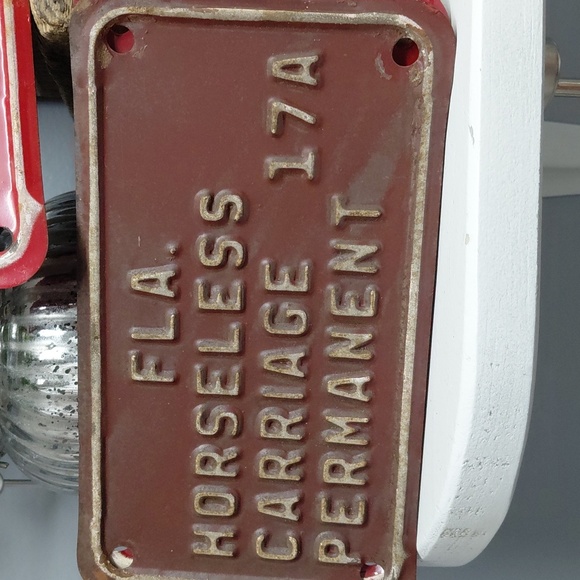 FLA.
HORSELESS
CARRIAGE 17A
PERMANENT